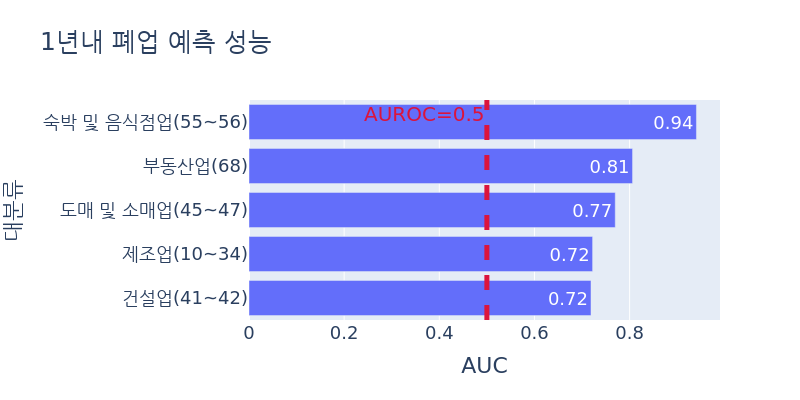 1년내 폐업 예측 성능
대분류
숙박 및 음식점업(55~56)
AUROC=0.5
0.94
부동산업(68)
0.81
도매 및 소매업(45~47)
0.77
제조업(10~34)
0.72
건설업(41~42)
0.72
0 0.2 0.4 0.6 0.8
AUC